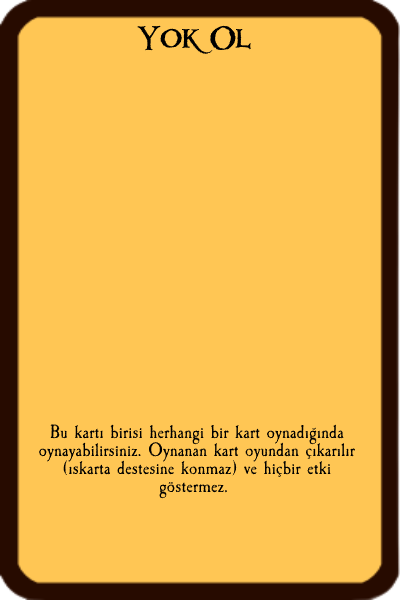 Yok Ol
Bu kartı birisi herhangi bir kart oynadığında
oynayabilirsiniz. Oynanan kart oyundan çıkarılır
(ıskarta destesine konmaz) ve hiçbir etki
göstermez.